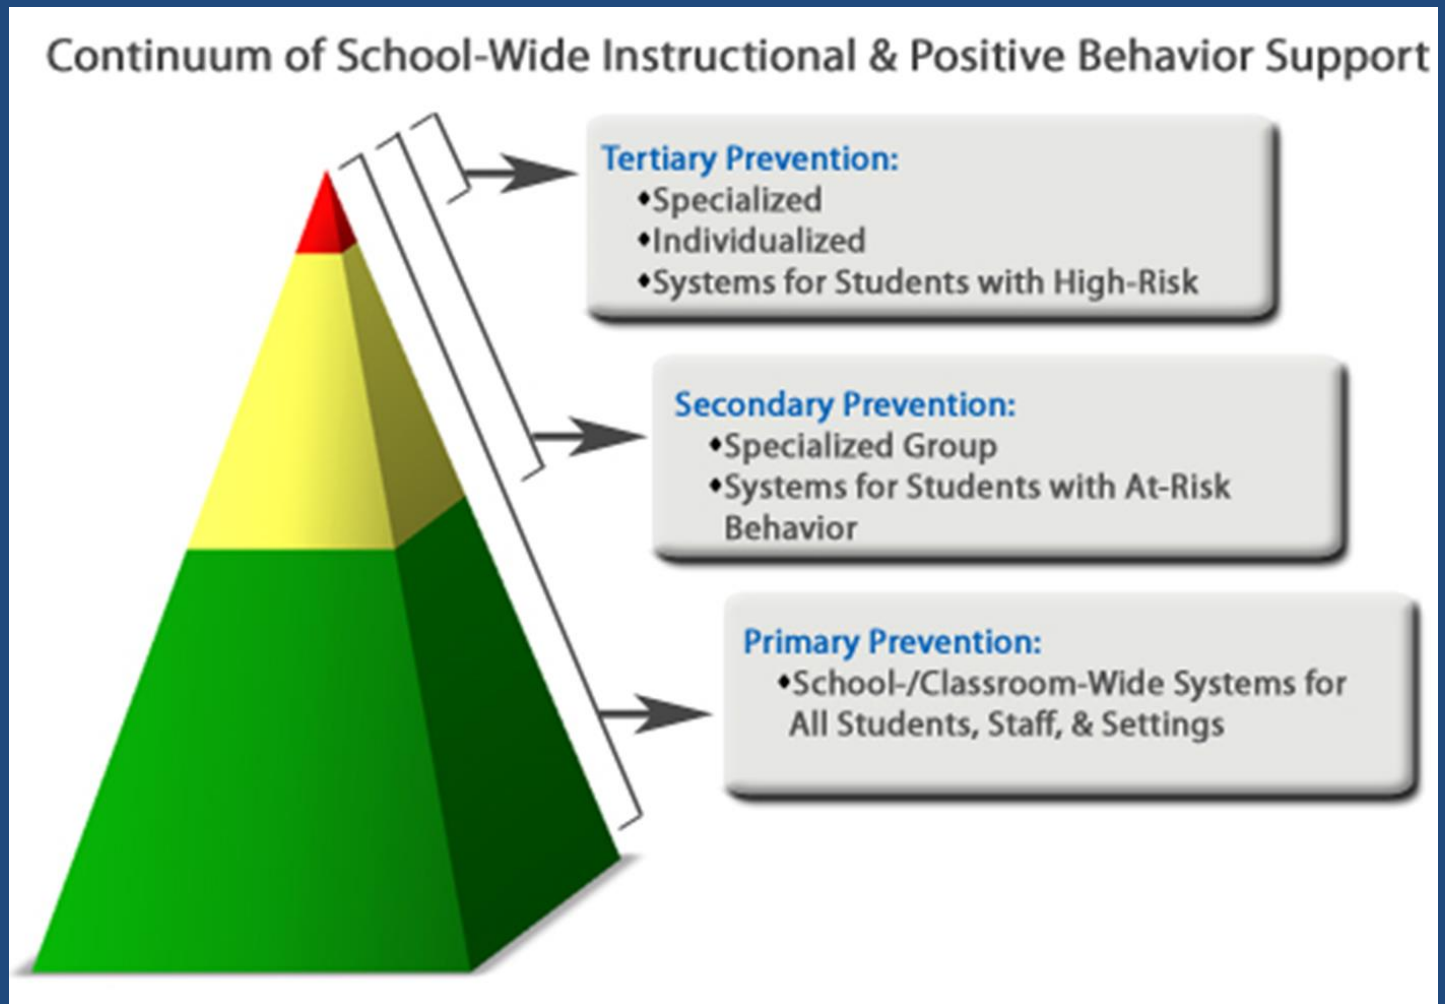 Continuum of School-Wide Instructional & Positive Behavior Support
Tertiary Prevention:
♦Specialized
♦Individualized
♦Systems for Students with High-Risk
Secondary Prevention:
♦Specialized Group
♦Systems for Students with At-Risk
Behavior
Primary Prevention:
♦School-/Classroom-Wide Systems for
All Students, Staff, & Settings